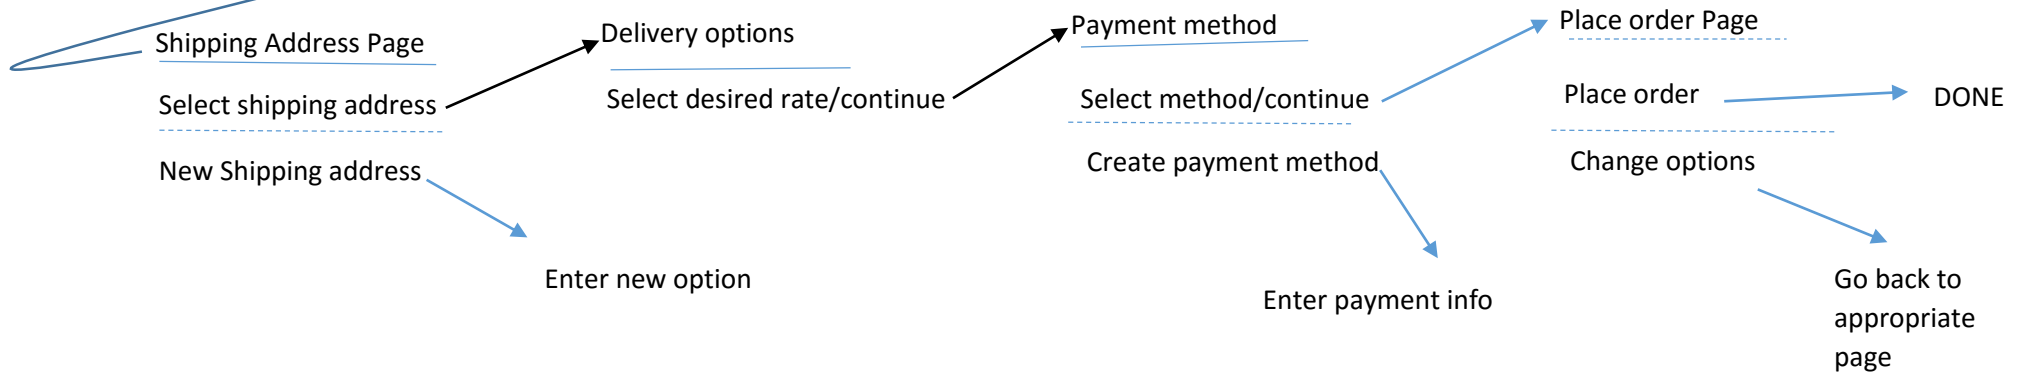 Shipping Address Page
Select shipping address
New Shipping address
Enter new option
Delivery options
Select desired rate/continue
Payment method
Select method/continue
Create payment method
Enter payment info
Place order Page
Place order
DONE
Change options
Go back to
appropriate
page